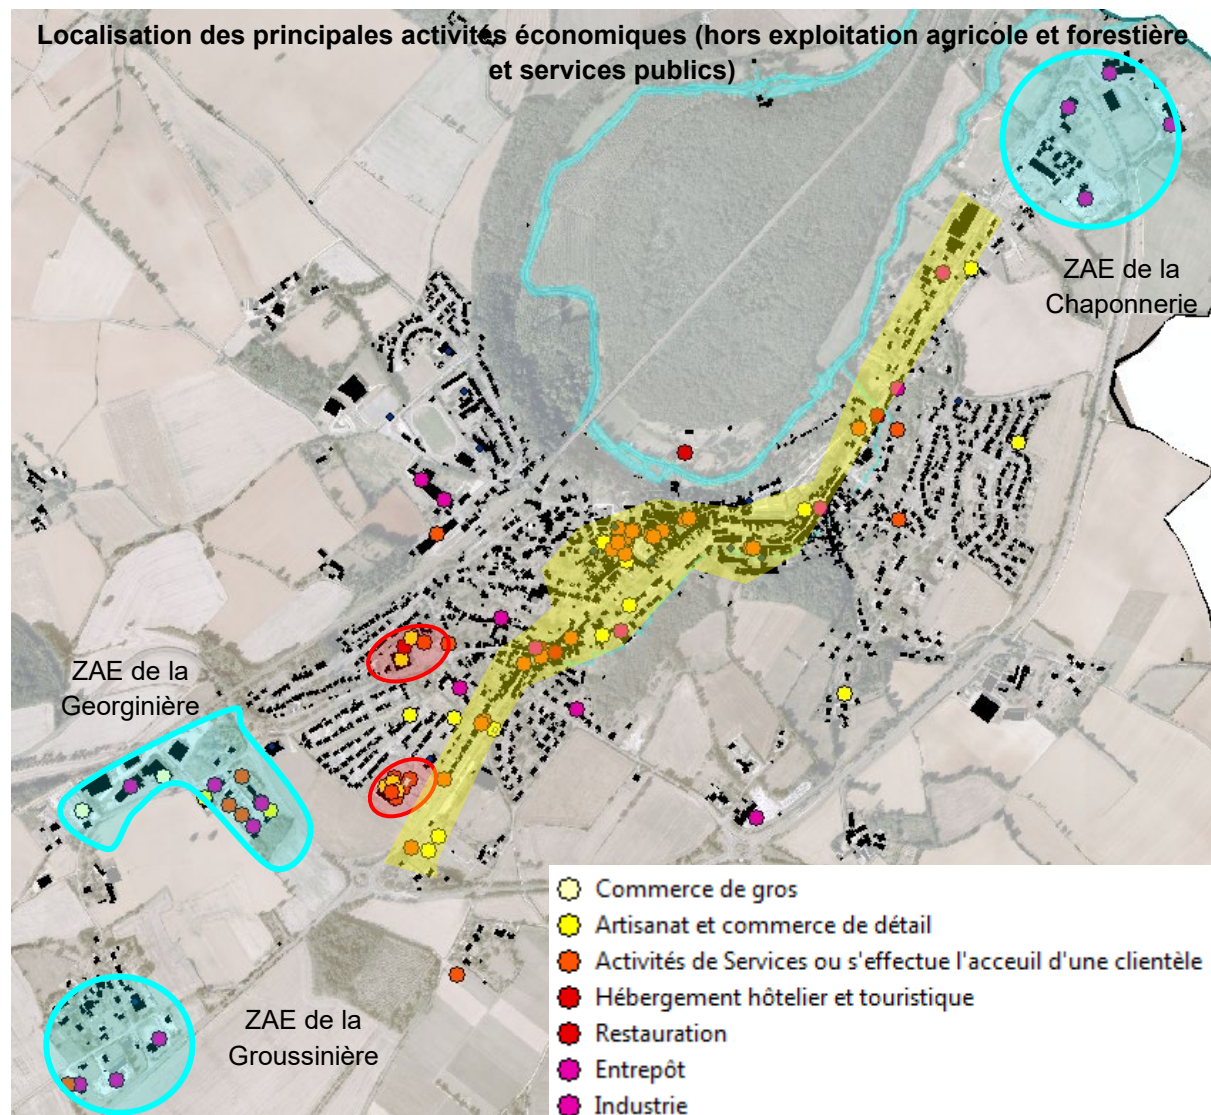 Localisation des principales activités économiques (hors exploitation agricole et forestière
et services publics)
ZAE de la
Chaponnerie
ZAE de la
Georginière
ZAE de la
Groussinière
Commerce de gros
Artisanat et commerce de détail
Activités de Services ou s'effectue l'acceuil d'une clientèle
Hébergement hôtelier et touristique
Restauration
Entrepôt
Industrie